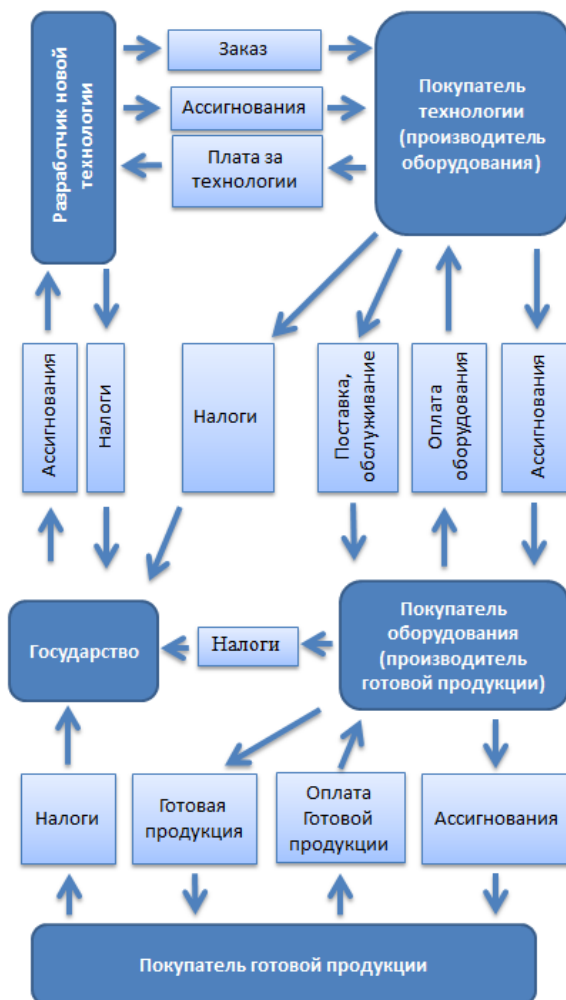 Разработчик новой
технологии
Заказ
Ассигнования
Плата за
технологии
Покупатель
технологии
(производитель
оборудования)
Ассигнования
Налоги
Налоги
Поставка,
обслуживание
Оплата
оборудования
Ассигнования
Государство
Налоги
Покупатель
оборудования
(производитель
готовой продукции)
Налоги
Готовая
продукция
Оплата
Готовой
продукции
Ассигнования
Покупатель готовой продукции